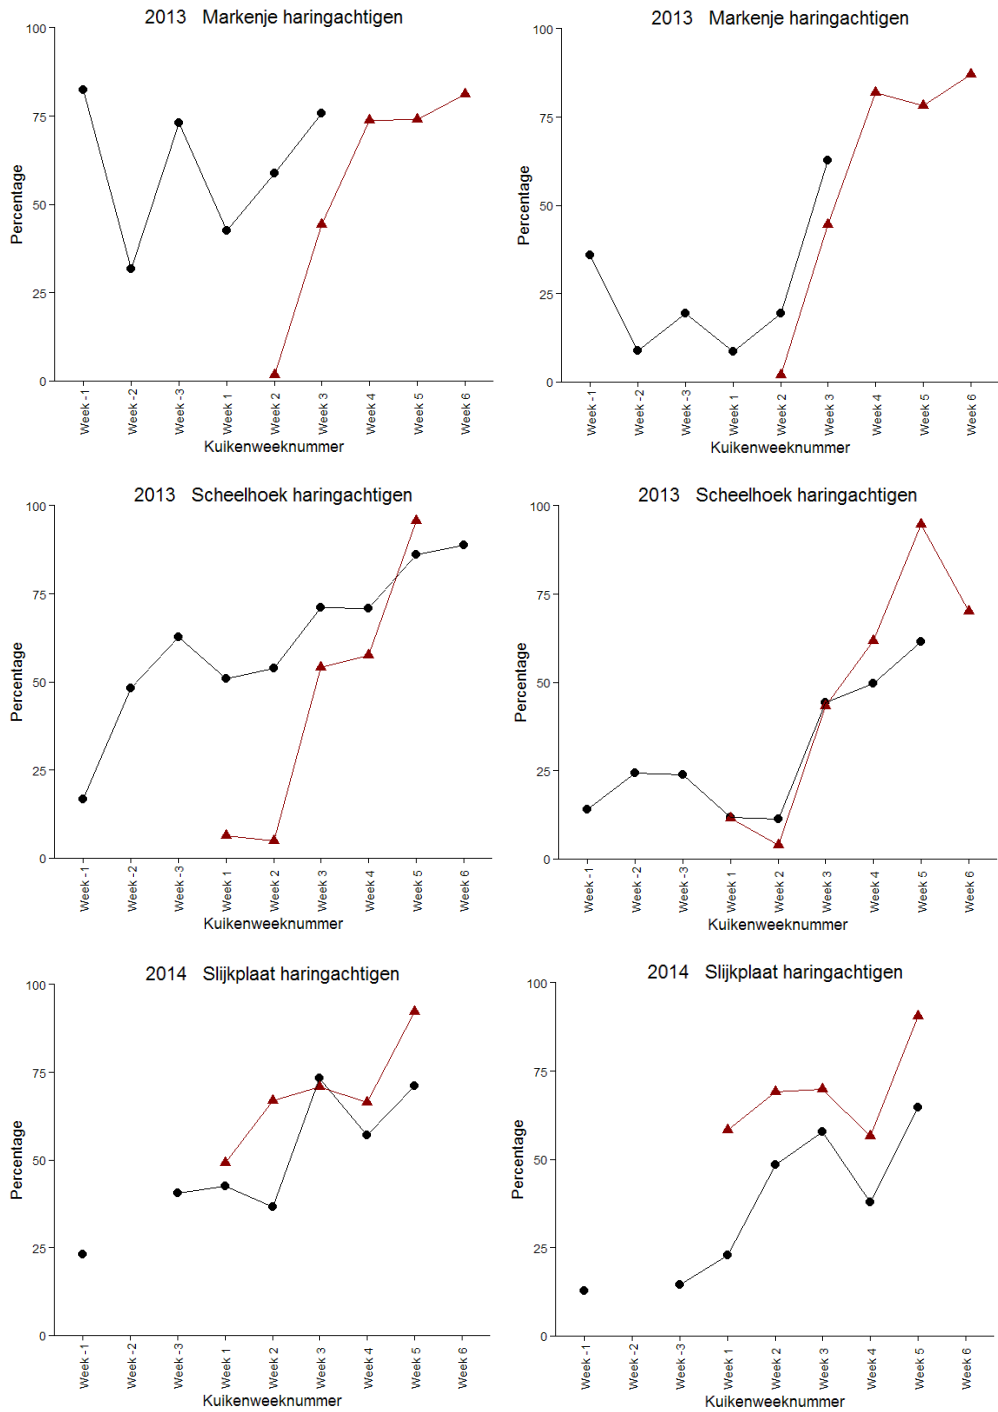 2013 Markenje haringachtigen
100
75
50
25
0
Percentage
Week -1
Week -2
Week -3
Week 1
Week 2
Week 3
Week 4
Week 5
Week 6
Kuikenweeknummer
2013 Markenje haringachtigen
100
75
50
25
0
Percentage
Week -1
Week -2
Week -3
Week 1
Week 2
Week 3
Week 4
Week 5
Week 6
Kuikenweeknummer
2013 Scheelhoek haringachtigen
100
75
50
25
0
Percentage
Week -1
Week -2
Week -3
Week 1
Week 2
Week 3
Week 4
Week 5
Week 6
Kuikenweeknummer
2013 Scheelhoek haringachtigen
100
75
50
25
0
Percentage
Week -1
Week -2
Week -3
Week 1
Week 2
Week 3
Week 4
Week 5
Week 6
Kuikenweeknummer
2014 Slijkplaat haringachtigen
100
75
50
25
0
Percentage
Week -1
Week -2
Week -3
Week 1
Week 2
Week 3
Week 4
Week 5
Week 6
Kuikenweeknummer
2014 Slijkplaat haringachtigen
100
75
50
25
0
Percentage
Week -1
Week -2
Week -3
Week 1
Week 2
Week 3
Week 4
Week 5
Week 6
Kuikenweeknummer